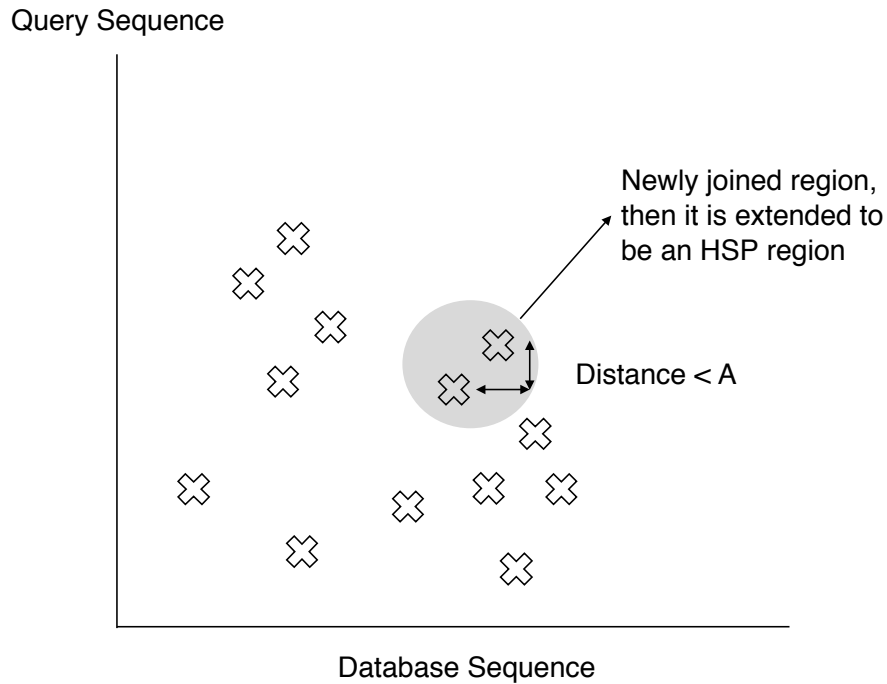 Query Sequence
Newly joined region,
then it is extended to
be an HSP region
Distance < A
Database Sequence